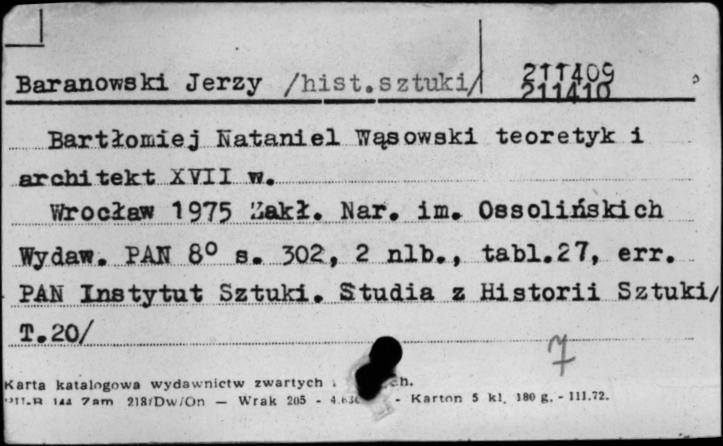 Baranowski Jerzy /hist.sztuki/ 211409
211410
Bartłomiej Nataniel Wąsowski teoretyk i
architekt XVII w.
Wrocław 1975 Zakł. Nar. im. Ossolińskich
Wydaw. PAN 8° s. 302, 2 nlb., tabl.27, err.
PAN Instytut Sztuki. Studia z Historii Sztuki/
T.20/
7
Karta katalogowa wydawnictw zwartych
144 Zam 218/Dw/On — Wrak 205 - - Karton 5 kl. 180 g. - III.72.